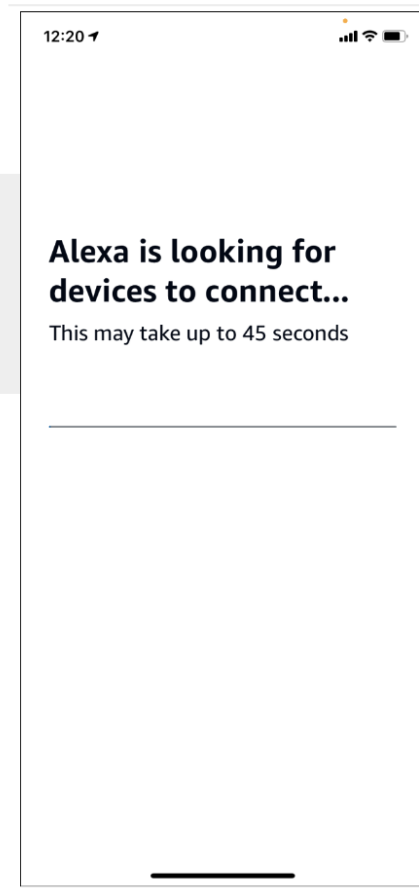 12:20
Alexa is looking for
devices to connect...
This may take up to 45 seconds